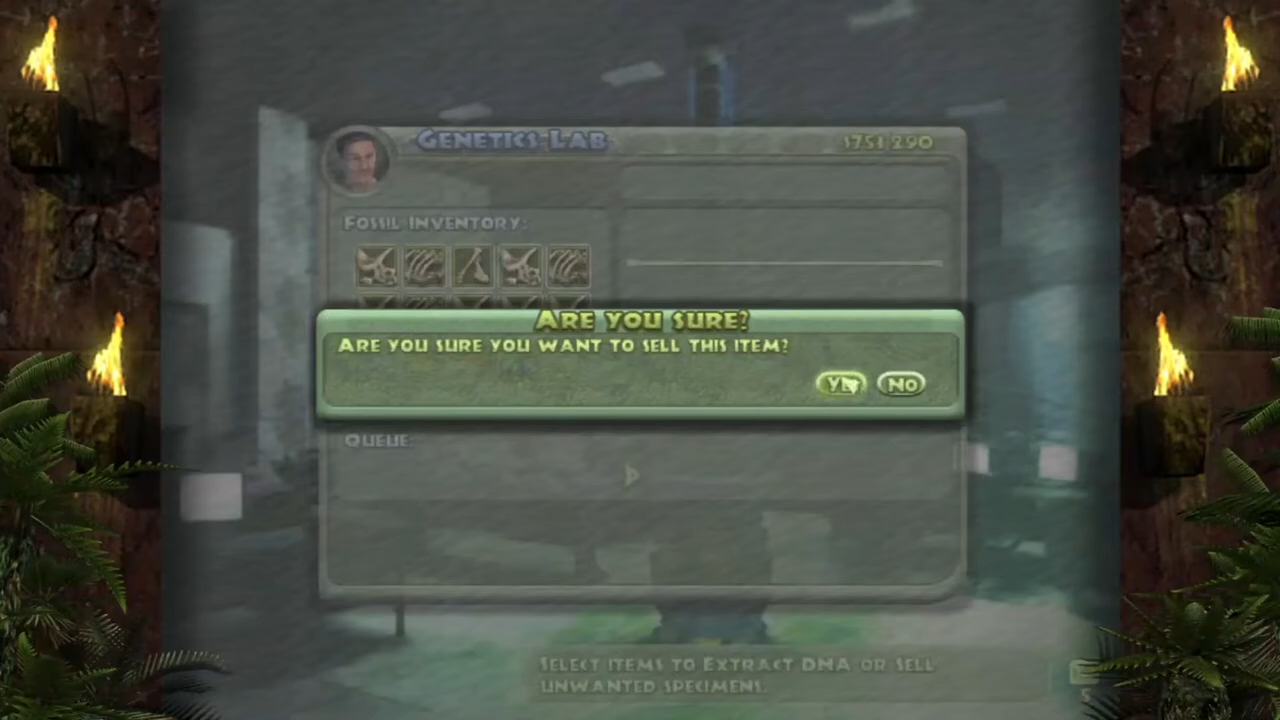 GENETICS LAB
$751,290
FOSSIL INVENTORY:
ARE YOU SURE?
ARE YOU SURE YOU WANT TO SELL THIS ITEM?
NO
QUEUE
SELECT ITEMS TO EXTRACT DNA OR SELL
UNWANTED SPECIMENS.